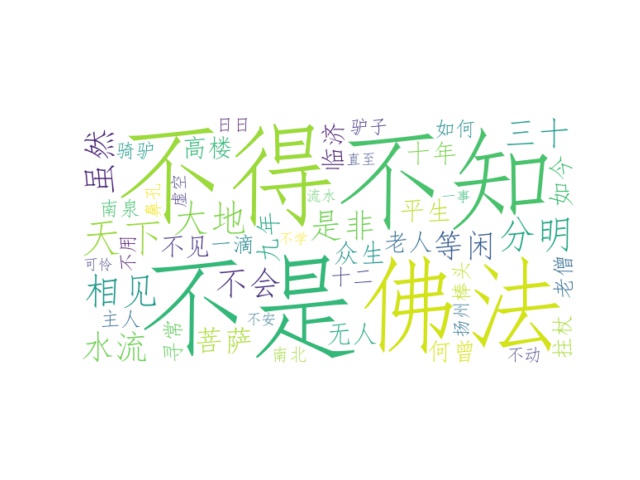 不得
不知
不是
佛法
虽然
骑驴
高楼
日日
临济
驴子
直至
如何
十年
三十
如今
南泉
鼻孔
虚空
流水
一事
天下
大地
是非
平生
分明
不用
不见
一滴
九年
不学
众生
老人
等闲
可怜
相见
不会
十二
棒头
老僧
主人
寻常
菩萨
不安
无人
扬州
拄杖
水流
南北
何曾
不动